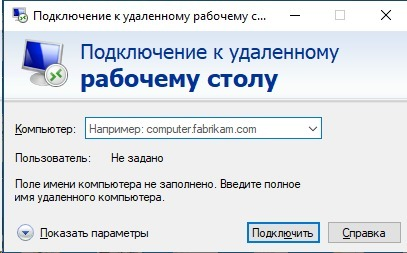 Подключение к удаленному рабочему с...
Подключение к удаленному
рабочему столу
Компьютер:
Например: computer.fabrikam.com
Пользователь: Не задано
Поле имени компьютера не заполнено. Введите полное
имя удаленного компьютера.
Показать параметры
Подключить
Справка